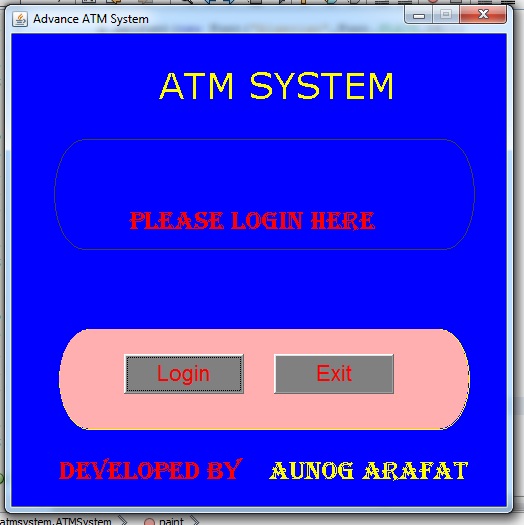 Advance ATM System
ATM SYSTEM
PLEASE LOGIN HERE
Login Exit
DEVELOPED BY AUNOG ARAFAT
atmsystem.ATMSystem paint